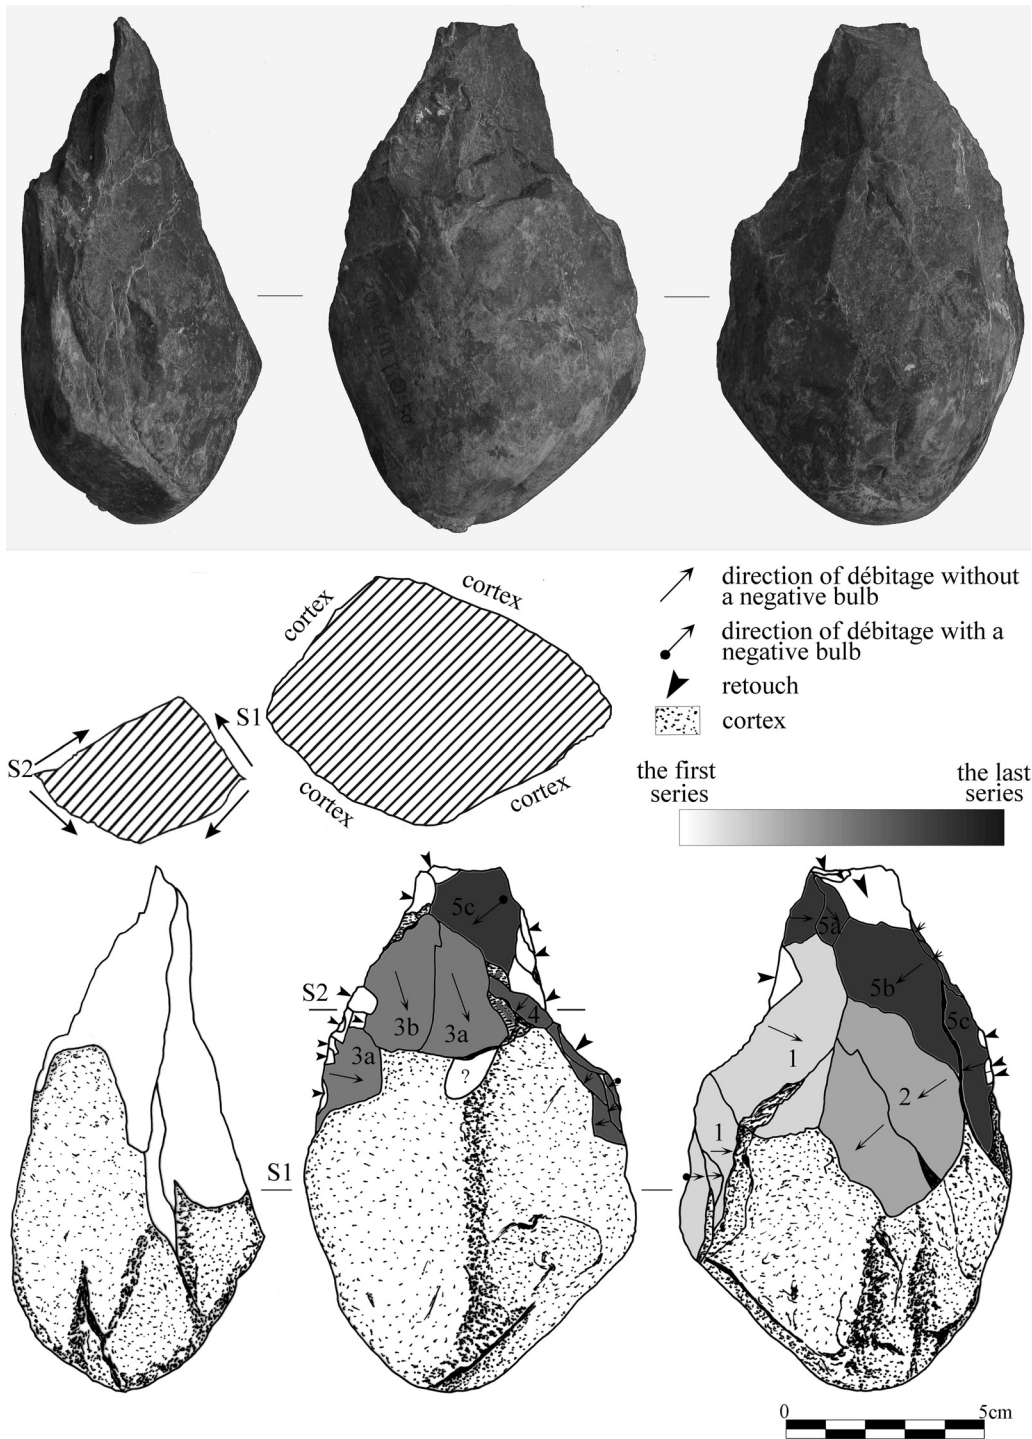 direction of débitage without
a negative bulb
direction of débitage with a
negative bulb
retouch
cortex
cortex
cortex
cortex
cortex
S1
S2
the first
series
the last
series
5c
3b
3a
4
S2
3a
?
S1
5a
5b
5c
1
2
1
0
5cm